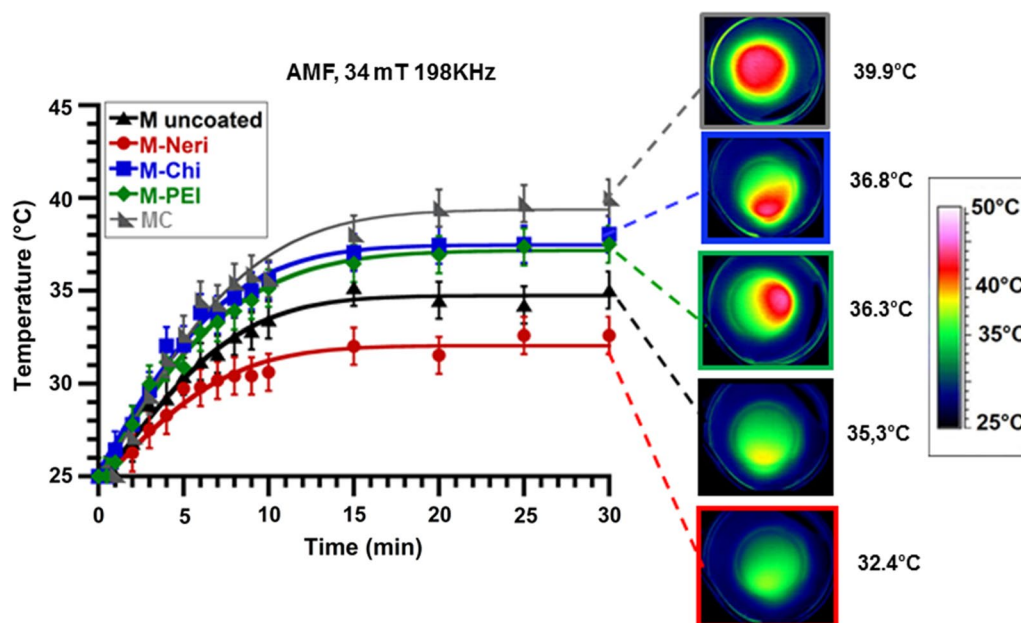 AMF, 34 mT 198KHz
45
40
35
30
25
Temperature (°C)
M uncoated
M-Neri
M-Chi
M-PEI
MC
0 5 10 15 20 25 30
Time (min)
39.9°C
36.8°C
36.3°C
35,3°C
32.4°C
50°C
40°C
35°C
25°C